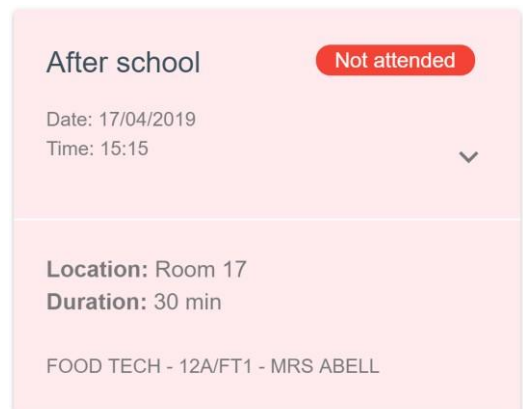 After school
Not attended
Date: 17/04/2019
Time: 15:15
Location: Room 17
Duration: 30 min
FOOD TECH - 12A/FT1 - MRS ABELL